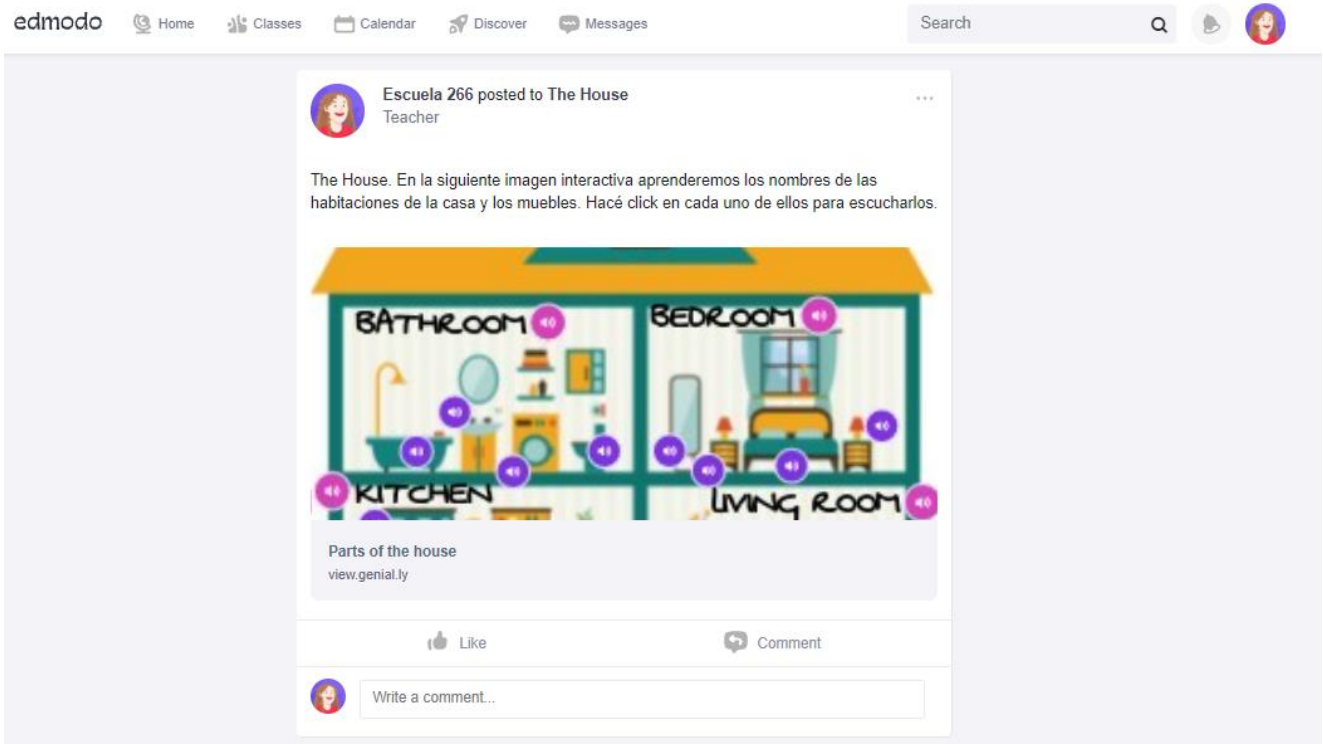 edmodo Home Classes Calendar Discover Messages Search
Escuela 266 posted to The House
Teacher
The House. En la siguiente imagen interactiva aprenderemos los nombres de las
habitaciones de la casa y los muebles. Hacé click en cada uno de ellos para escucharlos.
BATHROOM BEDROOM
KITCHEN LIVING ROOM
Parts of the house
view.genial.ly
Like Comment
Write a comment...